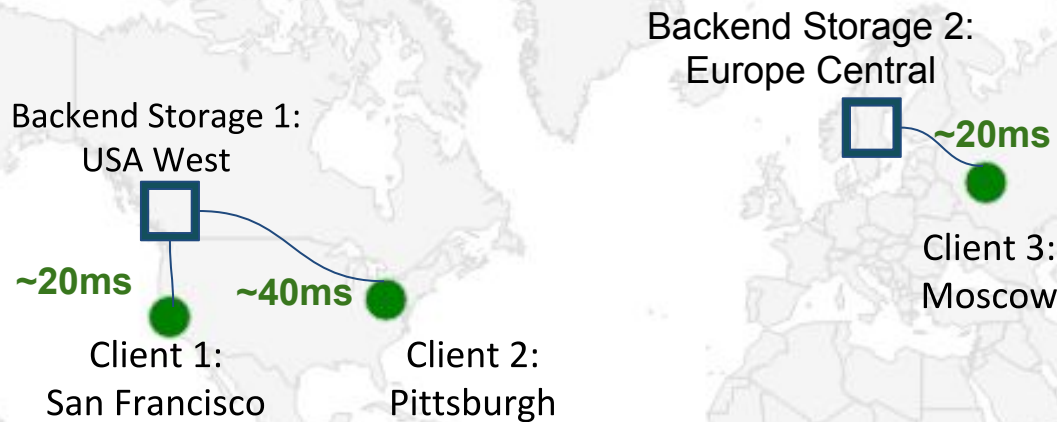 Backend Storage 1:
USA West
~20ms
~40ms
Client 1:
San Francisco
Client 2:
Pittsburgh
Backend Storage 2:
Europe Central
~20ms
Client 3:
Moscow